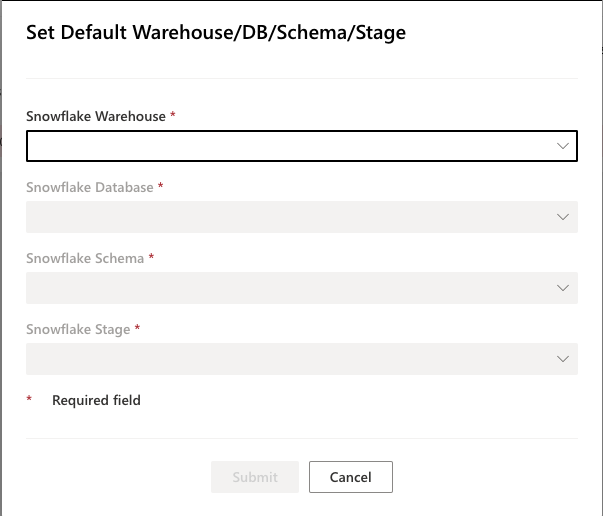 Set Default Warehouse/DB/Schema/Stage
Snowflake Warehouse *
Snowflake Database *
Snowflake Schema *
Snowflake Stage *
* Required field
Submit
Cancel